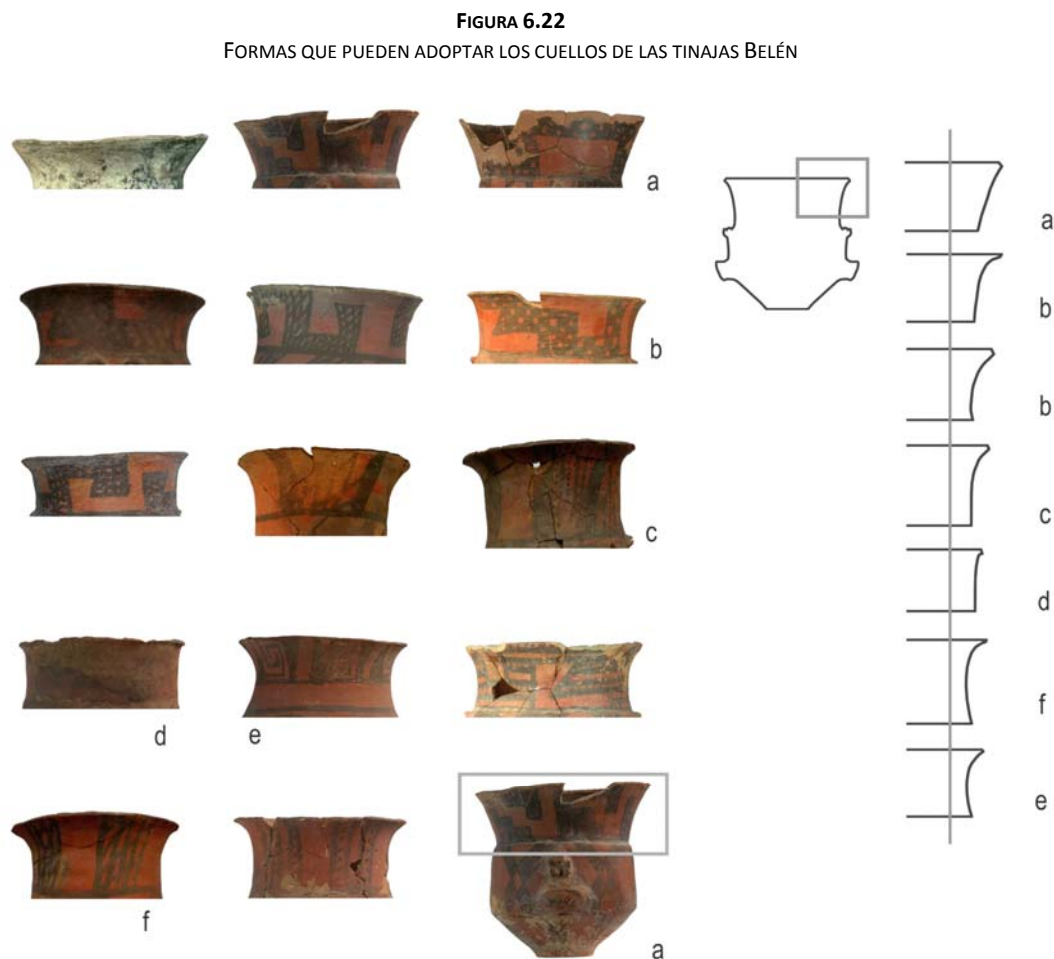 FIGURA 6.22
FORMAS QUE PUEDEN ADOPTAR LOS CUELLOS DE LAS TINAJAS BELÉN
a
b
c
d
e
f
a
a
b
b
c
d
f
e